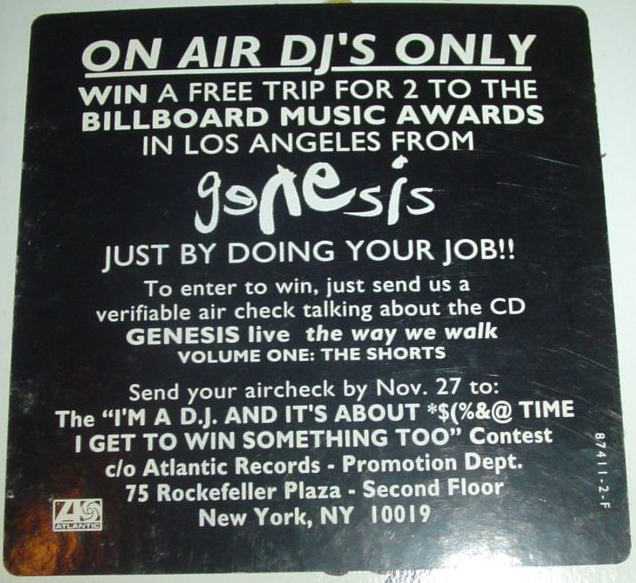 ON AIR DJ'S ONLY
WIN A FREE TRIP FOR 2 TO THE
BILLBOARD MUSIC AWARDS
IN LOS ANGELES FROM
genesis
JUST BY DOING YOUR JOB!!
To enter to win, just send us a
verifiable air check talking about the CD
GENESIS live the way we walk
VOLUME ONE: THE SHORTS
Send your aircheck by Nov. 27 to:
The "I'M A D.J. AND IT'S ABOUT *$(%&@ TIME
I GET TO WIN SOMETHING TOO" Contest
c/o Atlantic Records - Promotion Dept.
75 Rockefeller Plaza - Second Floor
New York, NY 10019
ATLANTIC
87411-2-F